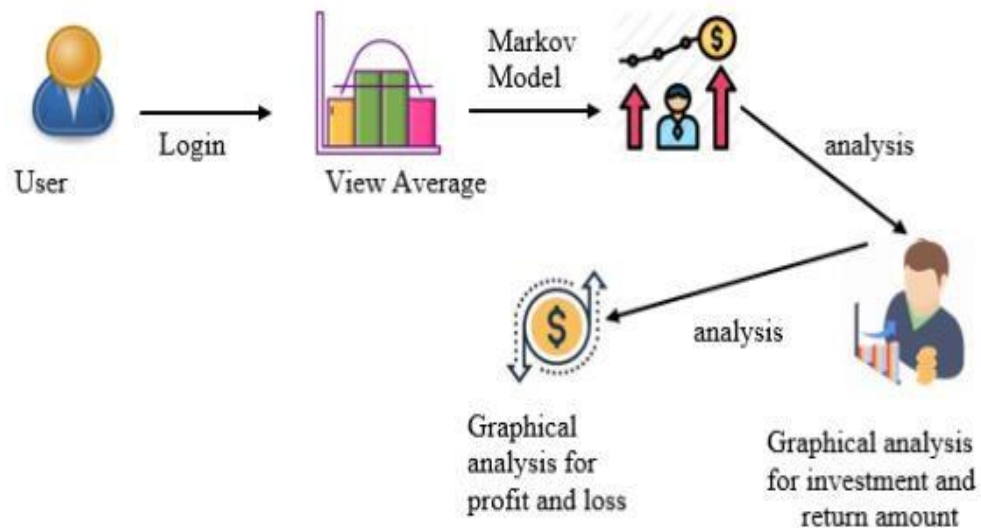 Markov
Model
Login
User
View Average
analysis
analysis
Graphical
analysis for
profit and loss
Graphical analysis
for investment and
return amount